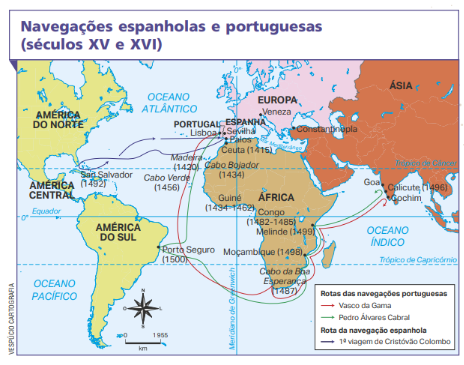 Navegações espanholas e portuguesas
(séculos XV e XVI)
OCEANO
ATLÂNTICO
ÁSIA
EUROPA
Veneza
AMÉRICA
DO NORTE
PORTUGAL
ESPANHA
Lisboa
Sevilha
Palos
Constantinopla
Ceuta (1415)
Madeira
(1420)
Cabo Bojador
(1434)
Trópico de Câncer
San Salvador
(1492)
Cabo Verde
(1456)
Goa
Calicute (1496)
Cochim
AMÉRICA
CENTRAL
Guiné
(1434-1462)
ÁFRICA
0°
Equador
Congo
(1482-1485)
Melinde (1499)
AMÉRICA
DO SUL
OCEANO
ÍNDICO
Porto Seguro
(1500)
Moçambique (1498)
Trópico de Capricórnio
Cabo da Boa
Esperança
(1487)
OCEANO
PACÍFICO
Meridiano de Greenwich
0 1 955
km
0°
Rotas das navegações portuguesas
Vasco da Gama
Pedro Álvares Cabral
Rota da navegação espanhola
1ª viagem de Cristóvão Colombo
VESPÚCIO CARTOGRAFIA